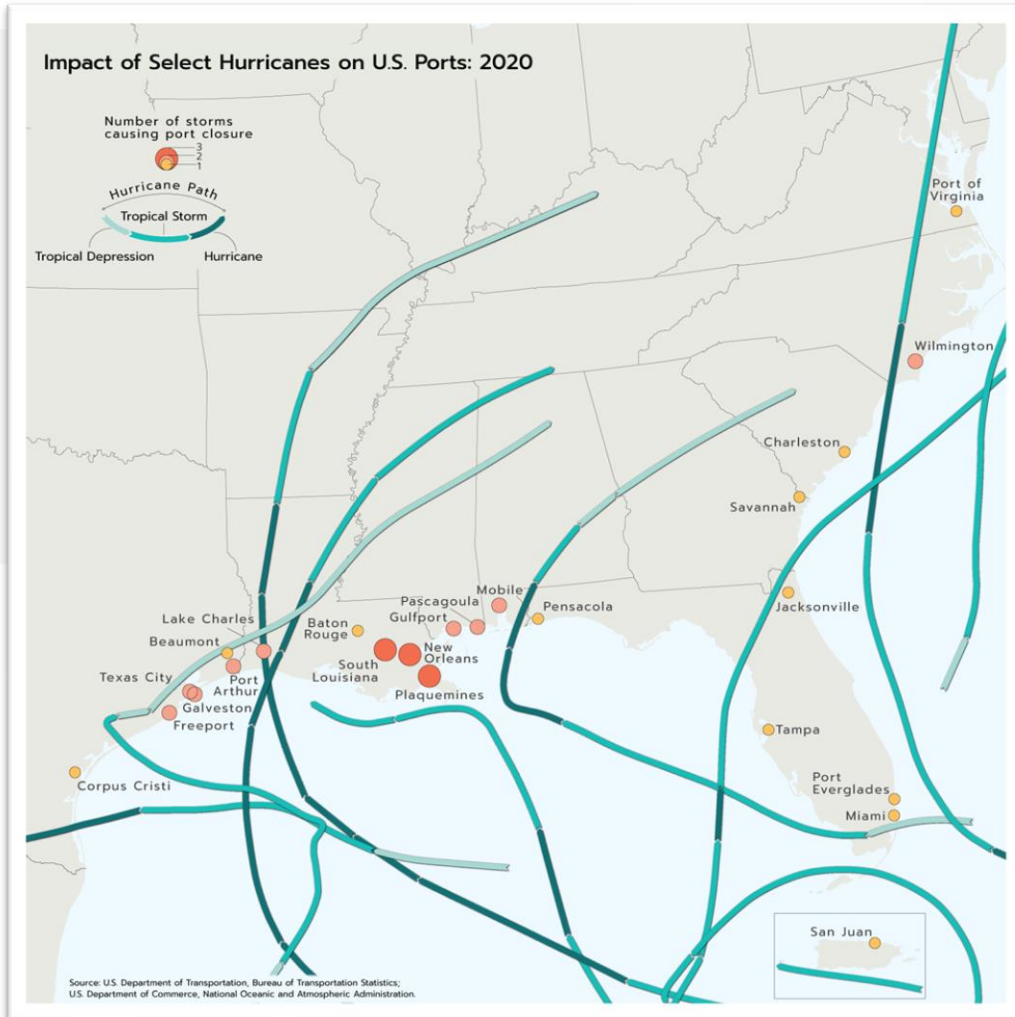 Impact of Select Hurricanes on U.S. Ports: 2020
Number of storms
causing port closure
3
2
1
Hurricane Path
Tropical Storm
Tropical Depression
Hurricane
Port of
Virginia
Wilmington
Charleston
Savannah
Jacksonville
Mobile
Pascagoula
Gulfport
Pensacola
Lake Charles
Beaumont
Baton
Rouge
New
Orleans
South
Louisiana
Plaquemines
Texas City
Port
Arthur
Galveston
Freeport
Corpus Cristi
Tampa
Port
Everglades
Miami
San Juan
Source: U.S. Department of Transportation, Bureau of Transportation Statistics;
U.S. Department of Commerce, National Oceanic and Atmospheric Administration.